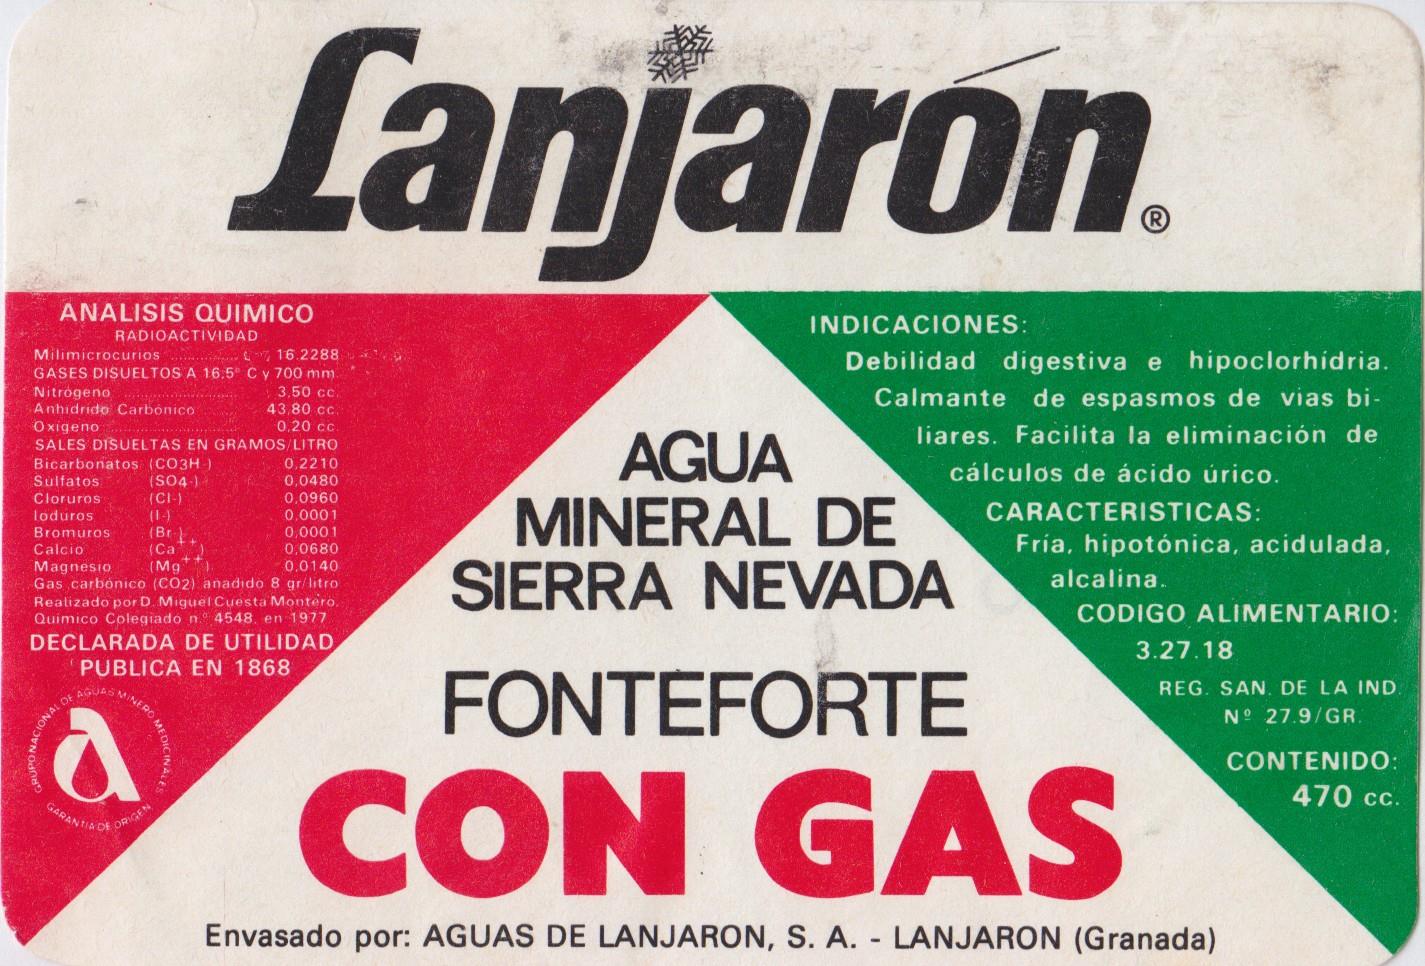 Lanjarón®
ANALISIS QUIMICO
RADIOACTIVIDAD
Milimicrocurios 16.2288
GASES DISUELTOS A 16,5° C y 700 mm.
Nitrógeno 3,50 cc.
Anhidrido Carbónico 43,80 cc.
Oxigeno 0,20 cc.
SALES DISUELTAS EN GRAMOS/LITRO
Bicarbonatos (CO3H-) 0,2210
Sulfatos (SO4-) 0,0480
Cloruros (Cl-) 0,0960
Ioduros (I-) 0,0001
Bromuros (Br-) 0,0001
Calcio (Ca++) 0,0680
Magnesio (Mg++) 0,0140
Gas carbónico (CO2) anadido 8 gr/litro
Realizado por D. Miguel Cuesta Montero.
Quimico Colegiado n.º 4548. en 1977
DECLARADA DE UTILIDAD
PUBLICA EN 1868
GRUPO NACIONAL DE AGUAS MINERO MEDICINALES
GARANTIA DE ORIGEN
AGUA
MINERAL DE
SIERRA NEVADA
FONTEFORTE
CON GAS
INDICACIONES:
Debilidad digestiva e hipoclorhídria.
Calmante de espasmos de vias bi-
liares. Facilita la eliminación de
cálculos de ácido úrico.
CARACTERISTICAS:
Fría, hipotónica, acidulada,
alcalina.
CODIGO ALIMENTARIO:
3.27.18
REG. SAN. DE LA IND.
Nº 27.9/GR.
CONTENIDO:
470 cc.
Envasado por: AGUAS DE LANJARON, S. A. - LANJARON (Granada)